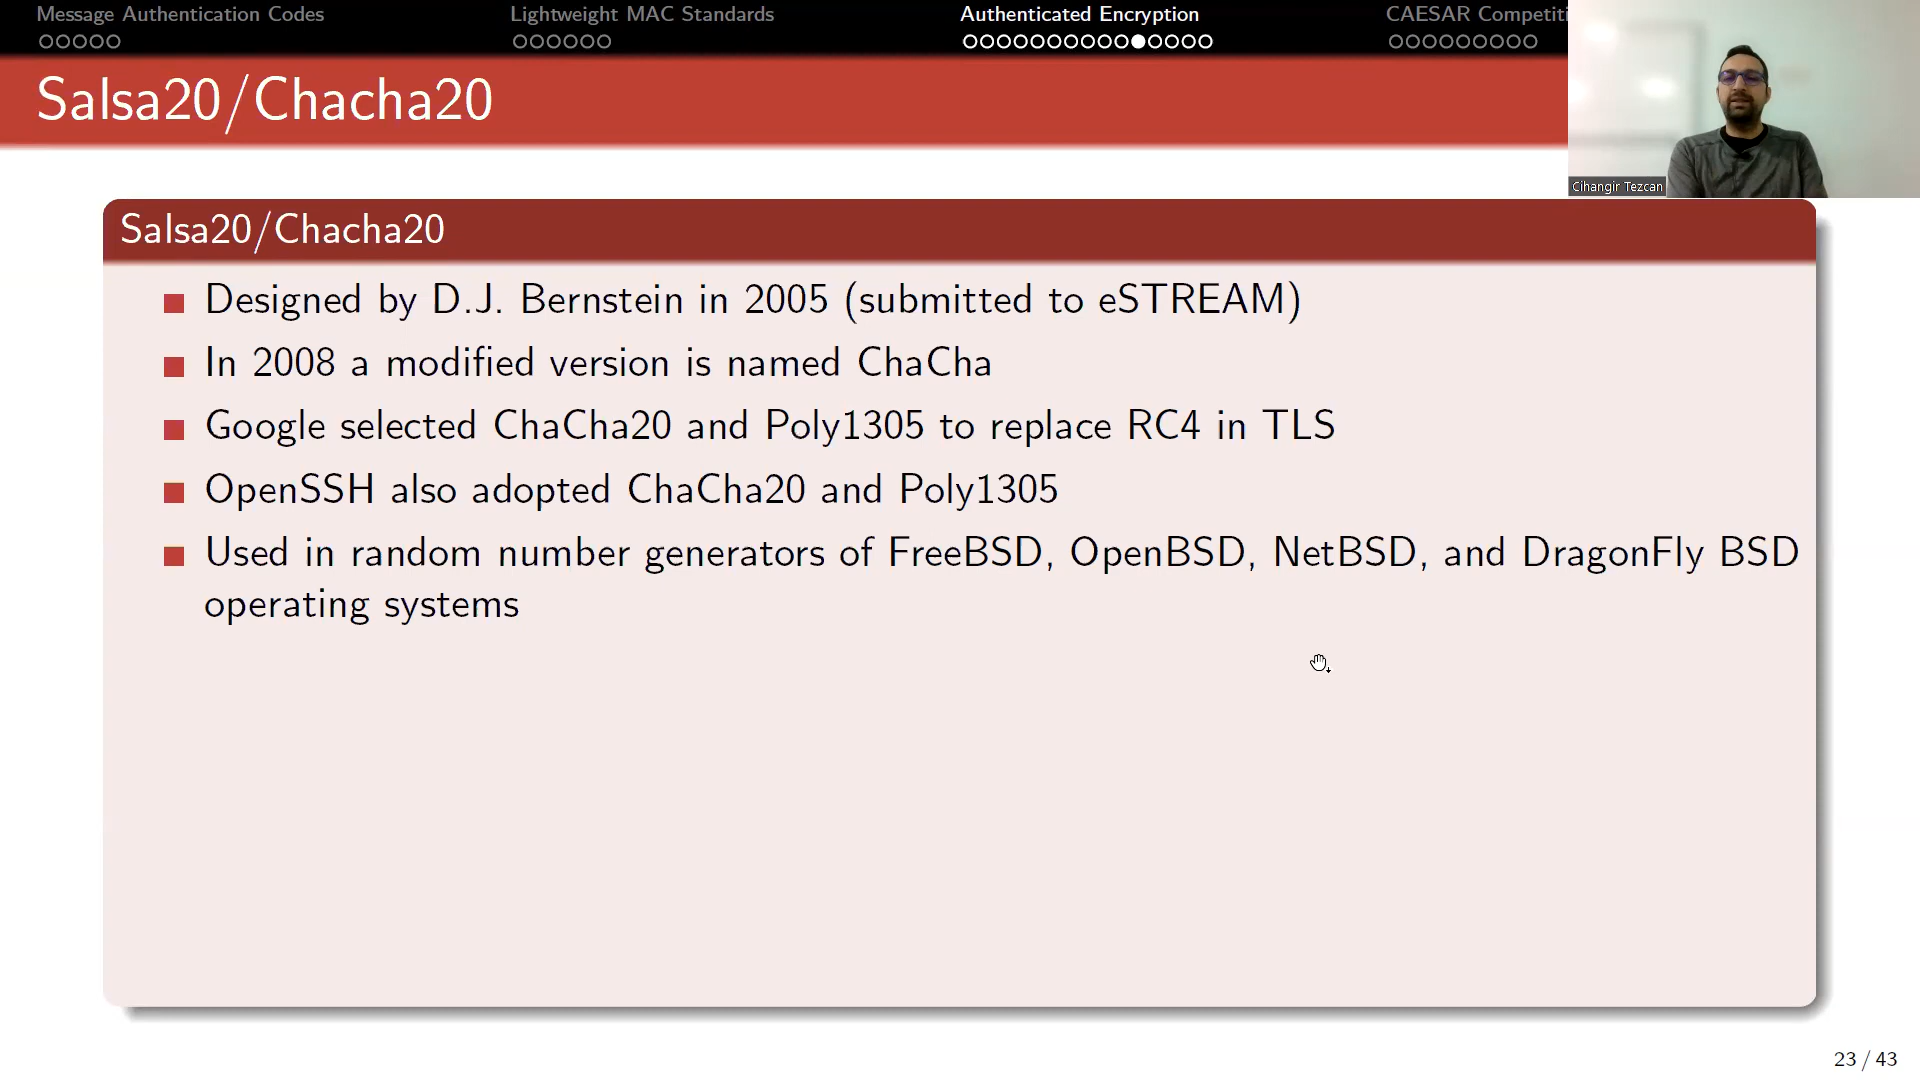 Message Authentication Codes
Lightweight MAC Standards
Authenticated Encryption
CAESAR Competiti
Salsa20/Chacha20
Cihangir Tezcan
Salsa20/Chacha20
Designed by D.J. Bernstein in 2005 (submitted to eSTREAM)
In 2008 a modified version is named ChaCha
Google selected ChaCha20 and Poly1305 to replace RC4 in TLS
OpenSSH also adopted ChaCha20 and Poly1305
Used in random number generators of FreeBSD, OpenBSD, NetBSD, and DragonFly BSD
operating systems
23 / 43